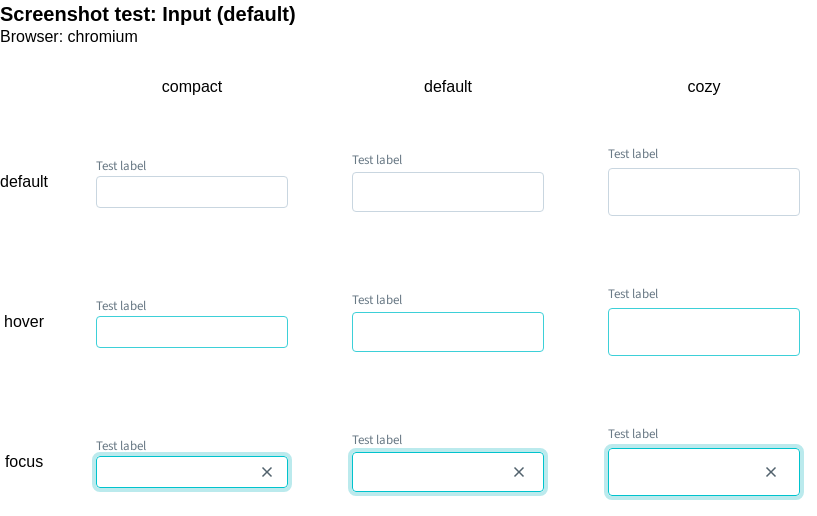 Screenshot test: Input (default)
Browser: chromium
compact default cozy
Test label Test label Test label
default
Test label Test label Test label
hover
Test label Test label Test label
focus